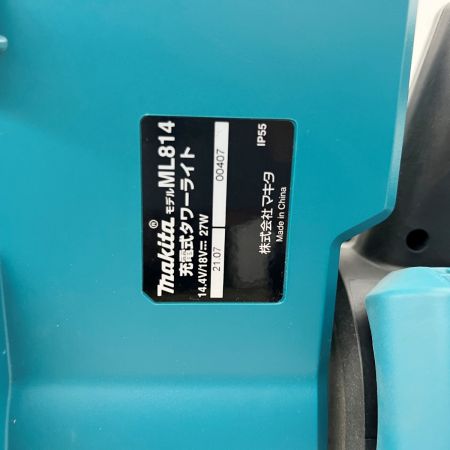 makita® モデル ML814
充電式タワーライト
14.4V/18V⎓ 27W
21.07 00407
IP55
株式会社 マキタ
Made in China